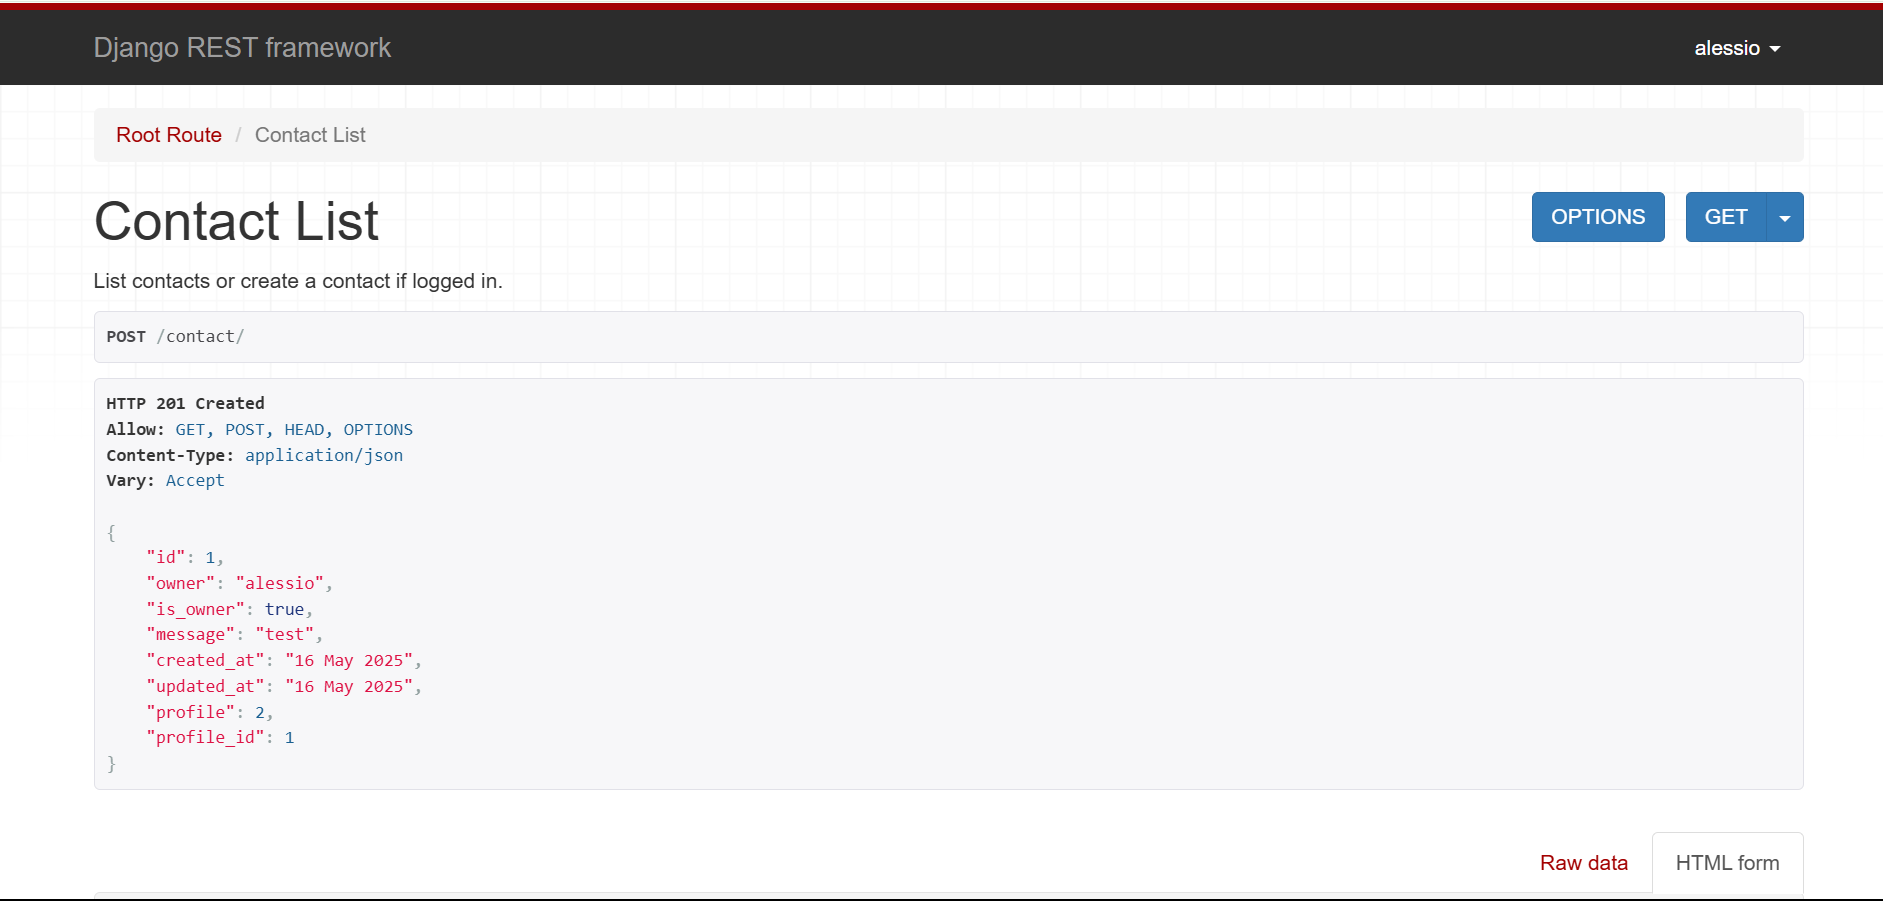 Django REST framework
alessio
Root Route / Contact List
Contact List
OPTIONS
GET
List contacts or create a contact if logged in.
POST /contact/
HTTP 201 Created
Allow: GET, POST, HEAD, OPTIONS
Content-Type: application/json
Vary: Accept
{
    "id": 1,
    "owner": "alessio",
    "is_owner": true,
    "message": "test",
    "created_at": "16 May 2025",
    "updated_at": "16 May 2025",
    "profile": 2,
    "profile_id": 1
}
Raw data
HTML form